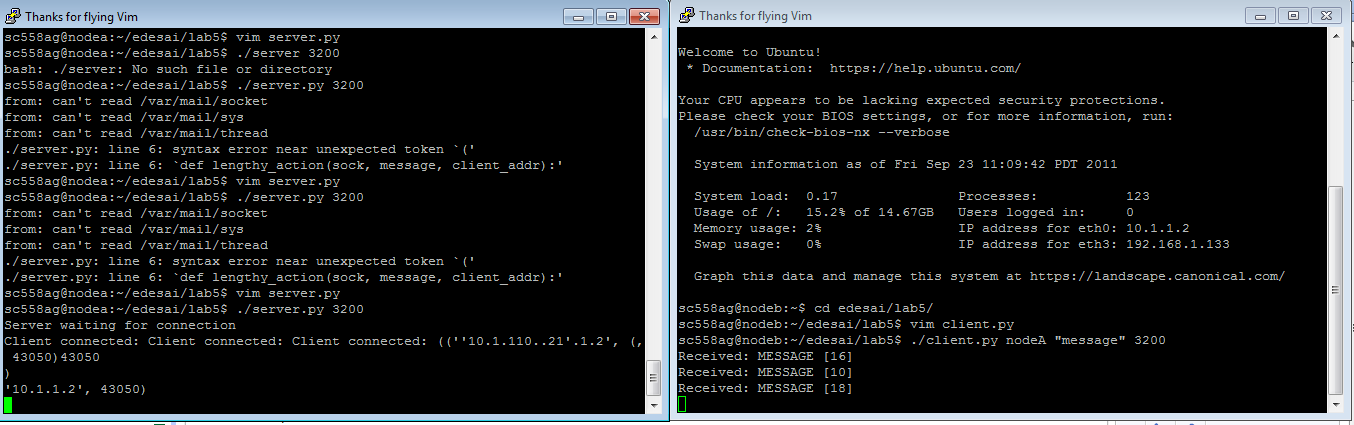 Thanks for flying Vim
sc558ag@nodea:~/edesai/lab5$ vim server.py
sc558ag@nodea:~/edesai/lab5$ ./server 3200
bash: ./server: No such file or directory
sc558ag@nodea:~/edesai/lab5$ ./server.py 3200
from: can't read /var/mail/socket
from: can't read /var/mail/sys
from: can't read /var/mail/thread
./server.py: line 6: syntax error near unexpected token `('
./server.py: line 6: `def lengthy_action(sock, message, client_addr):'
sc558ag@nodea:~/edesai/lab5$ vim server.py
sc558ag@nodea:~/edesai/lab5$ ./server.py 3200
from: can't read /var/mail/socket
from: can't read /var/mail/sys
from: can't read /var/mail/thread
./server.py: line 6: syntax error near unexpected token `('
./server.py: line 6: `def lengthy_action(sock, message, client_addr):'
sc558ag@nodea:~/edesai/lab5$ vim server.py
sc558ag@nodea:~/edesai/lab5$ ./server.py 3200
Server waiting for connection
Client connected: Client connected: Client connected: ((''10.1.110..21'.1.2', (,
 43050)43050
)
'10.1.1.2', 43050)
Thanks for flying Vim
Welcome to Ubuntu!
 * Documentation:  https://help.ubuntu.com/
Your CPU appears to be lacking expected security protections.
Please check your BIOS settings, or for more information, run:
  /usr/bin/check-bios-nx --verbose
  System information as of Fri Sep 23 11:09:42 PDT 2011
  System load:  0.17               Processes:           123
  Usage of /:   15.2% of 14.67GB   Users logged in:     0
  Memory usage: 2%                 IP address for eth0: 10.1.1.2
  Swap usage:   0%                 IP address for eth3: 192.168.1.133
  Graph this data and manage this system at https://landscape.canonical.com/
sc558ag@nodeb:~$ cd edesai/lab5/
sc558ag@nodeb:~/edesai/lab5$ vim client.py
sc558ag@nodeb:~/edesai/lab5$ ./client.py nodeA "message" 3200
Received: MESSAGE [16]
Received: MESSAGE [10]
Received: MESSAGE [18]